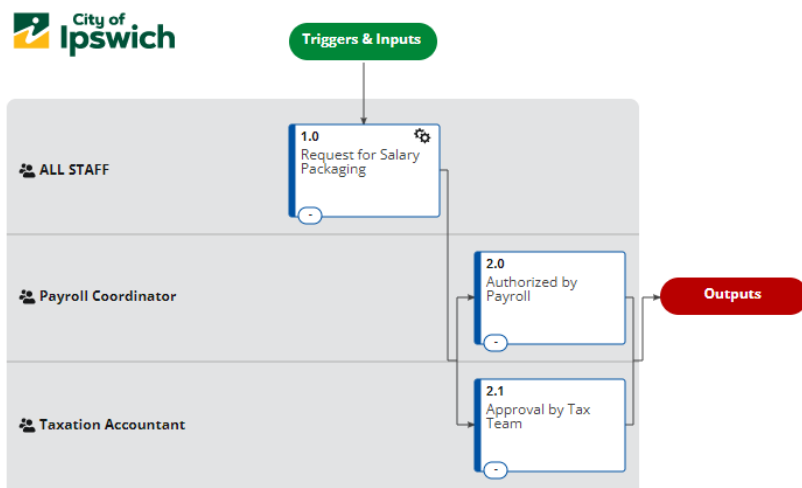 City of
Ipswich
Triggers & Inputs
ALL STAFF
1.0
Request for Salary
Packaging
-
Payroll Coordinator
2.0
Authorized by
Payroll
-
Outputs
Taxation Accountant
2.1
Approval by Tax
Team
-